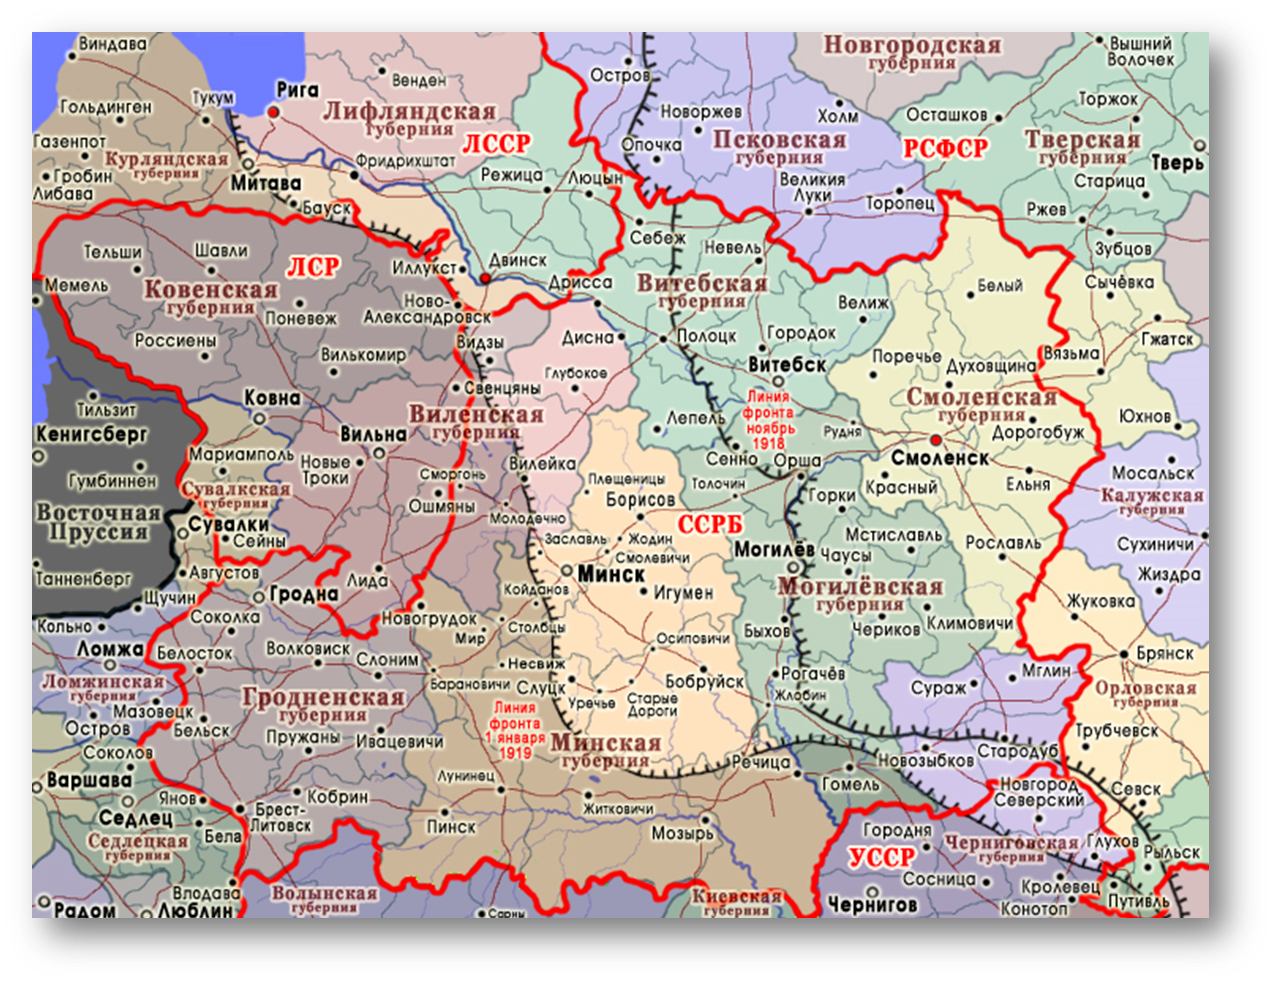 Виндава
Остров
Новгородская
губерния
Вышний
Волочек
Венден
Гольдинген
Тукум
Рига
Лифляндская
губерния
Новоржев
Холм
Осташков
Торжок
Газенпот
ЛССР
Опочка
Псковская
губерния
РСФСР
Тверская
губерния
Тверь
Курляндская
губерния
Фридрихштат
Гробин
Либава
Митава
Режица
Люцын
Великия
Луки
Старица
Бауск
Торопец
Ржев
Себеж
Невель
Зубцов
Тельши
Шавли
ЛСР
Иллукст
Двинск
Мемель
Ковенская
губерния
Поневеж
Ново-
Александровск
Дрисса
Витебская
губерния
Велиж
Белый
Сычёвка
Россиены
Вилькомир
Видзы
Дисна
Полоцк
Городок
Гжатск
Вязьма
Поречье
Духовщина
Витебск
Глубокое
Свенцяны
Тильзит
Ковна
Линия
фронта
ноябрь
1918
Смоленская
губерния
Юхнов
Кенигсберг
Вильна
Виленская
губерния
Лепель
Рудня
Дорогобуж
Мариамполь
Новые
Троки
Вилейка
Сенно
Орша
Смоленск
Мосальск
Гумбиннен
Сморгонь
Плещеницы
Толочин
Красный
Ельня
Сувалкская
губерния
Ошмяны
Борисов
Горки
Калужская
губерния
Восточная
Пруссия
Сувалки
Сейны
Молодечно
ССРБ
Заславль
Жодин
Смолевичи
Могилёв
Чаусы
Мстиславль
Рославль
Сухиничи
Танненберг
Августов
Лида
Минск
Игумен
Могилёвская
губерния
Жиздра
Щучин
Гродна
Койданов
Жуковка
Кольно
Соколка
Новогрудок
Мир
Столбцы
Осиповичи
Быхов
Чериков
Климовичи
Ломжа
Белосток
Волковиск
Слоним
Несвиж
Брянск
Ломжинская
губерния
Барановичи
Слуцк
Бобруйск
Рогачёв
Сураж
Мглин
Гродненская
губерния
Уречье
Старые
Дороги
Жлобин
Орловская
губерния
Мазовецк
Остров
Бельск
Линия
фронта
1 января
1919
Пружаны
Ивацевичи
Минская
губерния
Трубчевск
Соколов
Речица
Новозыбков
Стародуб
Варшава
Лунинец
Гомель
Новгород
Северский
Севск
Янов
Кобрин
Житковичи
Седлец
Брест-
Литовск
Пинск
Мозырь
Городня
Седлецкая
губерния
Бела
УССР
Черниговская
губерния
Глухов
Рыльск
Влодава
Волынская
губерния
Киевская
губерния
Сосница
Кролевец
Радом
Люблин
Сарны
Чернигов
Конотоп
Путивль